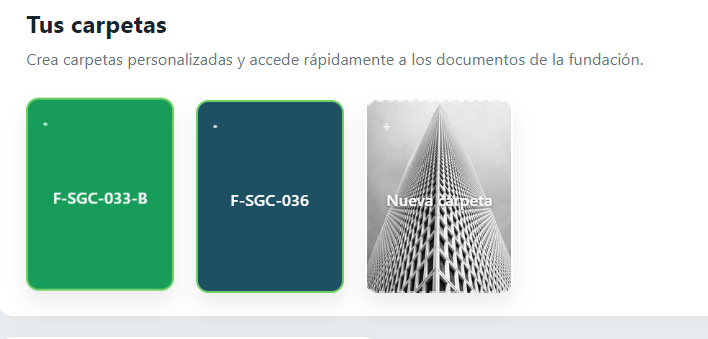 Tus carpetas
Crea carpetas personalizadas y accede rápidamente a los documentos de la fundación.
F-SGC-033-B
F-SGC-036
+
Nueva carpeta